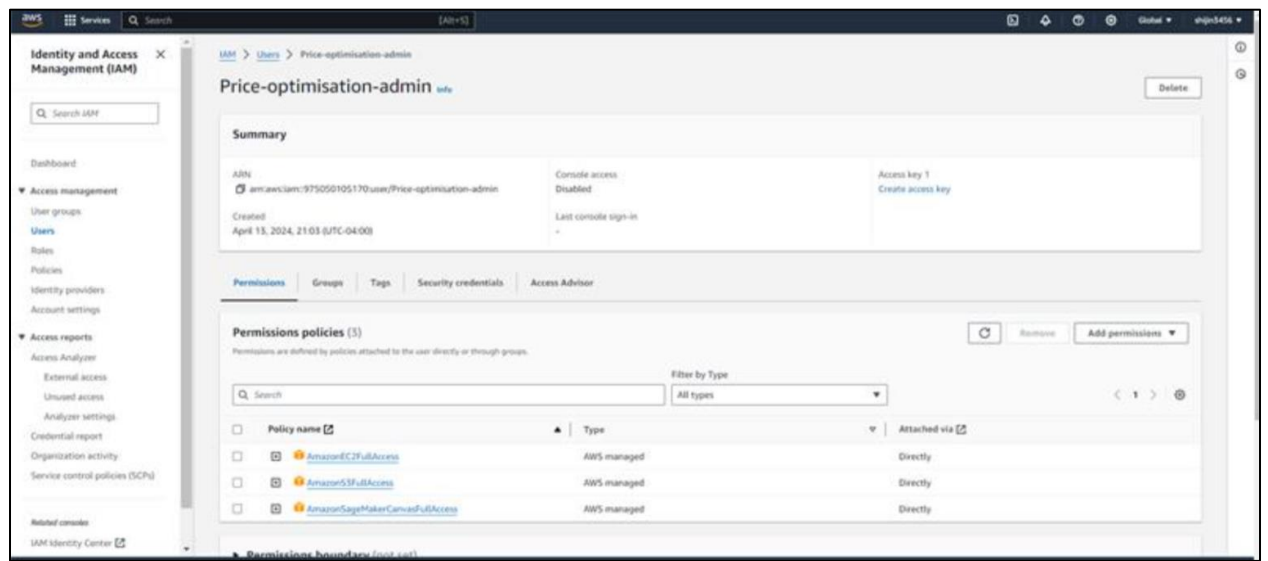 aws Services Search [Alt+S] Global shijin3456
Identity and Access Management (IAM)
Search IAM
Dashboard
Access management
User groups
Users
Roles
Policies
Identity providers
Account settings
Access reports
Access Analyzer
External access
Unused access
Analyzer settings
Credential report
Organization activity
Service control policies (SCPs)
Related consoles
IAM Identity Center
IAM > Users > Price-optimisation-admin
Price-optimisation-admin Info
Delete
Summary
ARN
arn:aws:iam::975050105170:user/Price-optimisation-admin
Console access
Disabled
Access key 1
Create access key
Created
April 13, 2024, 21:03 (UTC-04:00)
Last console sign-in
-
Permissions Groups Tags Security credentials Access Advisor
Permissions policies (3)
Remove Add permissions
Permissions are defined by policies attached to the user directly or through groups.
Filter by Type
Search All types 1
Policy name Type Attached via
AmazonEC2FullAccess AWS managed Directly
AmazonS3FullAccess AWS managed Directly
AmazonSageMakerCanvasFullAccess AWS managed Directly
Permissions boundary (not set)